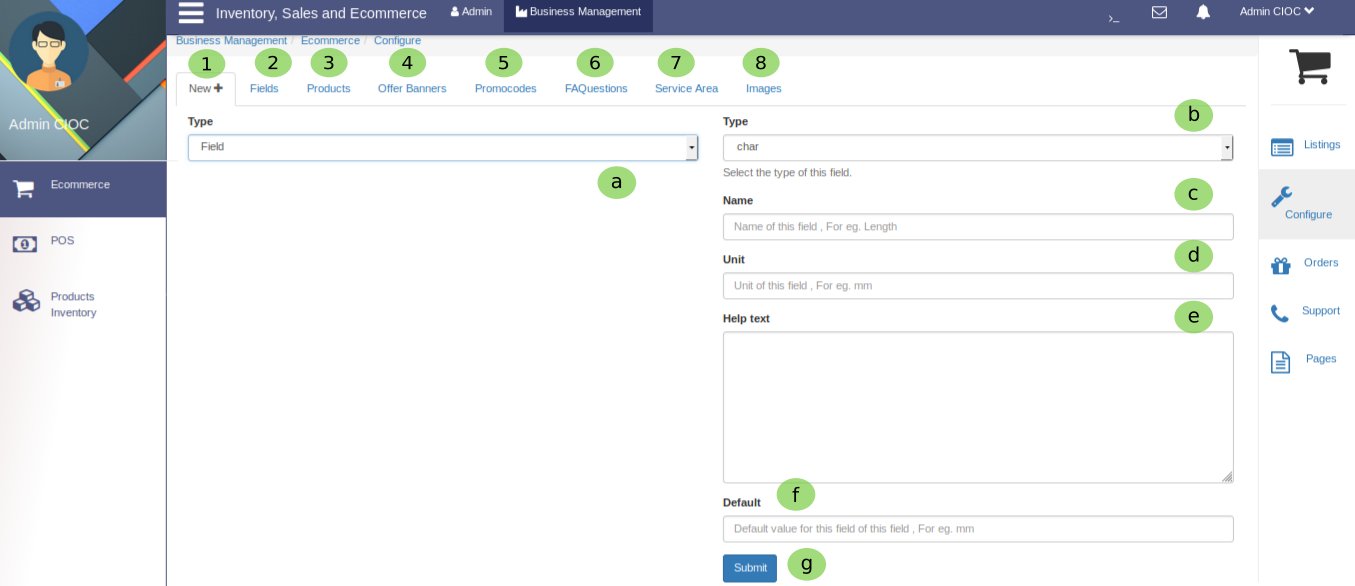 Inventory, Sales and Ecommerce Admin Business Management >_ Admin CIOC
Business Management / Ecommerce / Configure
1 2 3 4 5 6 7 8
New Fields Products Offer Banners Promocodes FAQuestions Service Area Images
Admin CIOC
Ecommerce
POS
Products
Inventory
Type
Field
a
Type
b
char
Select the type of this field.
Name
c
Name of this field , For eg. Length
Unit
d
Unit of this field , For eg. mm
Help text
e
Default
f
Default value for this field of this field , For eg. mm
Submit
g
Listings
Configure
Orders
Support
Pages